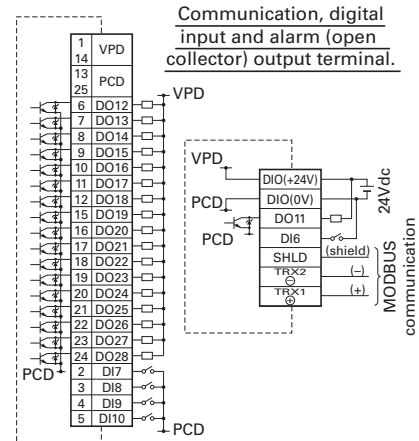 Communication, digital
input and alarm (open
collector) output terminal.
1
14 VPD
13
25 PCD
VPD
6 DO12
7 DO13
8 DO14
9 DO15
10 DO16
11 DO17
12 DO18
15 DO19
16 DO20
17 DO21
18 DO22
19 DO23
20 DO24
21 DO25
22 DO26
23 DO27
24 DO28
PCD
2 DI7
3 DI8
4 DI9
5 DI10
PCD
VPD
DIO(+24V)
PCD
DIO(0V)
24Vdc
DO11
PCD
DI6
SHLD (shield)
TRX2 ⊖ (−)
TRX1 ⊕ (+)
MODBUS
communication